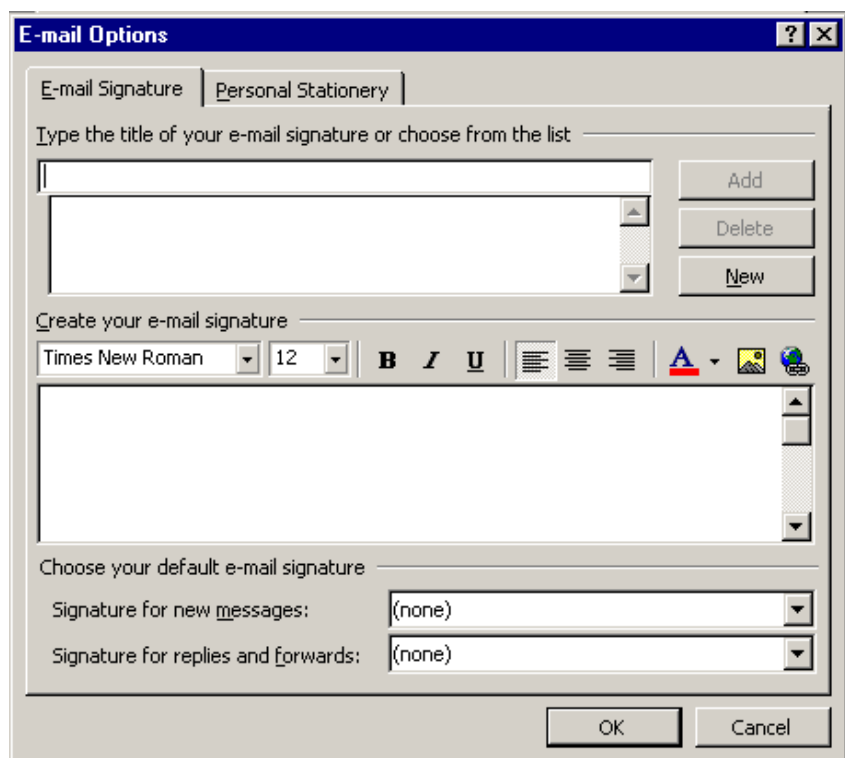 E-mail Options
E-mail Signature Personal Stationery
Type the title of your e-mail signature or choose from the list
Add
Delete
New
Create your e-mail signature
Times New Roman 12 B I U A
Choose your default e-mail signature
Signature for new messages: (none)
Signature for replies and forwards: (none)
OK Cancel